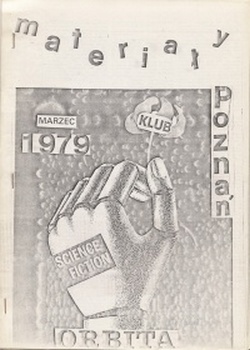 materiały
MARZEC
1979
KLUB
poznań
SCIENCE
FICTION
ORBITA